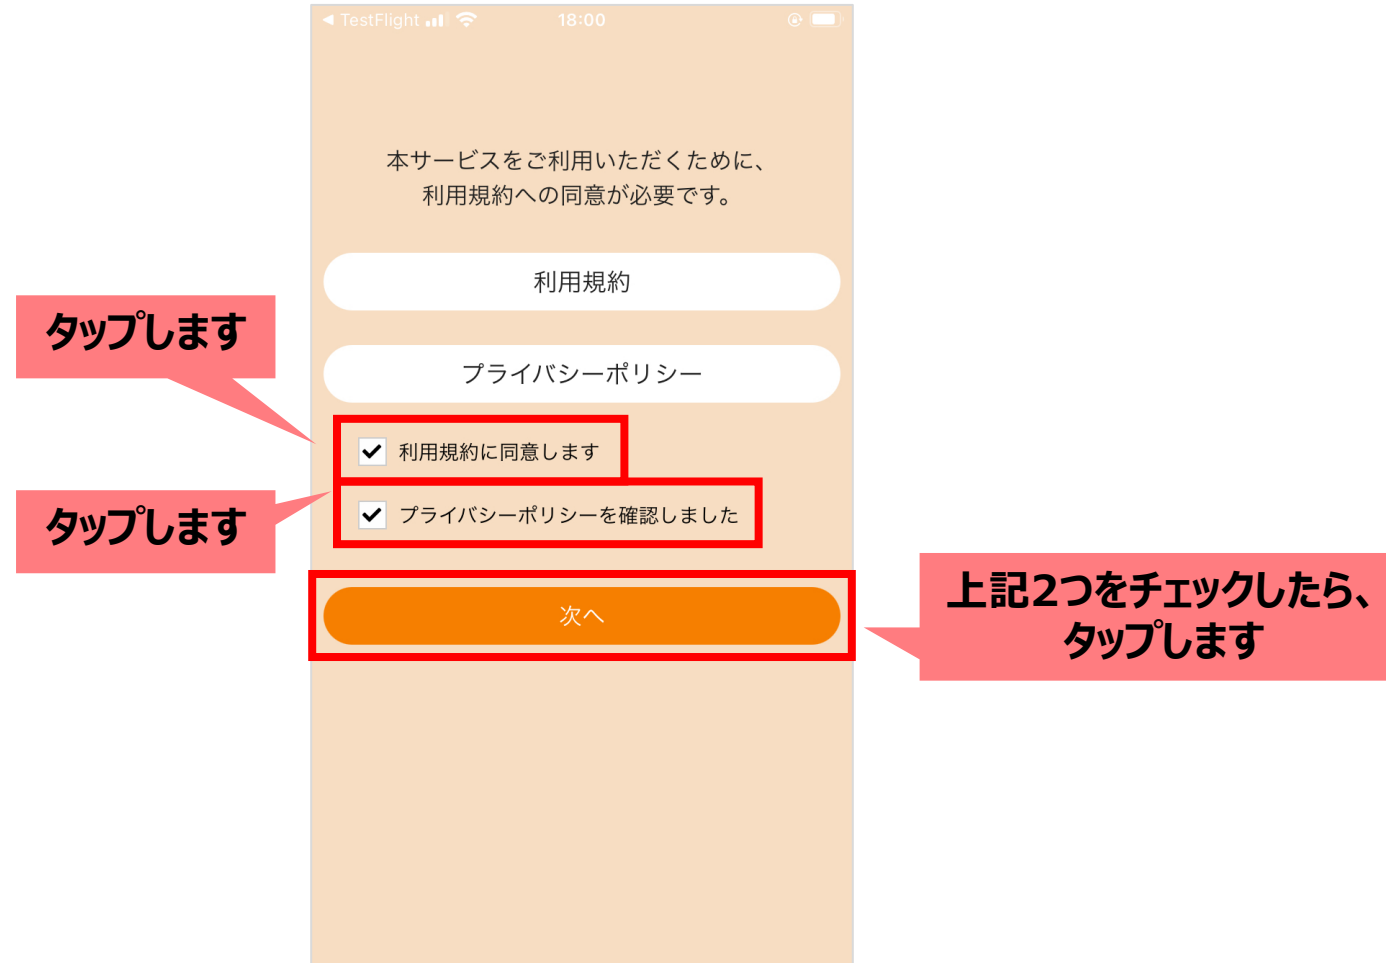 TestFlight
18:00
本サービスをご利用いただくために、
利用規約への同意が必要です。
利用規約
プライバシーポリシー
タップします
利用規約に同意します
タップします
プライバシーポリシーを確認しました
次へ
上記2つをチェックしたら、
タップします